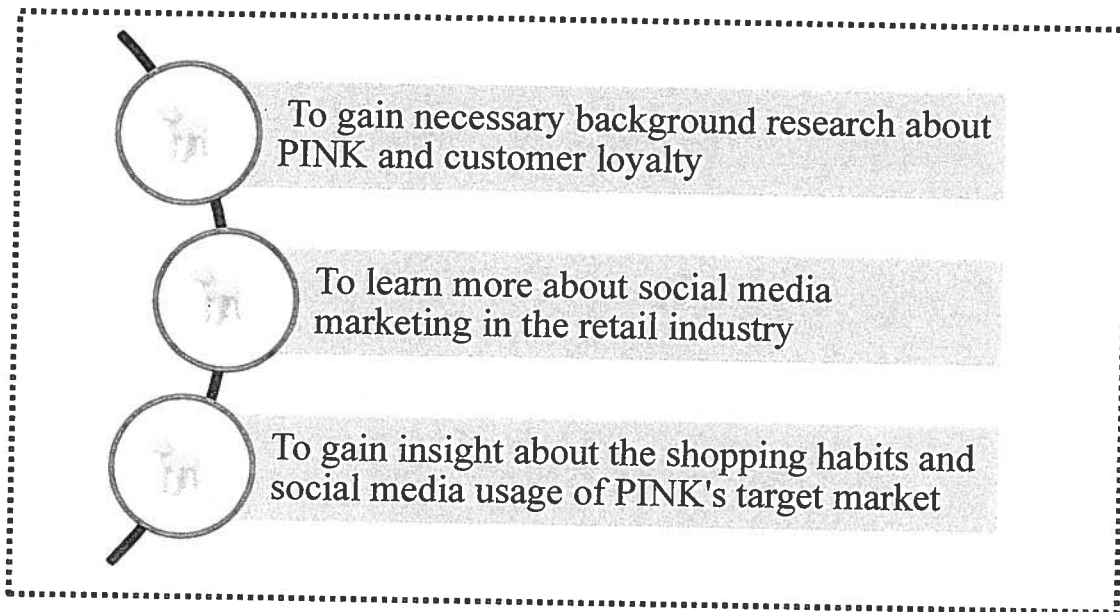 To gain necessary background research about
PINK and customer loyalty
To learn more about social media
marketing in the retail industry
To gain insight about the shopping habits and
social media usage of PINK's target market